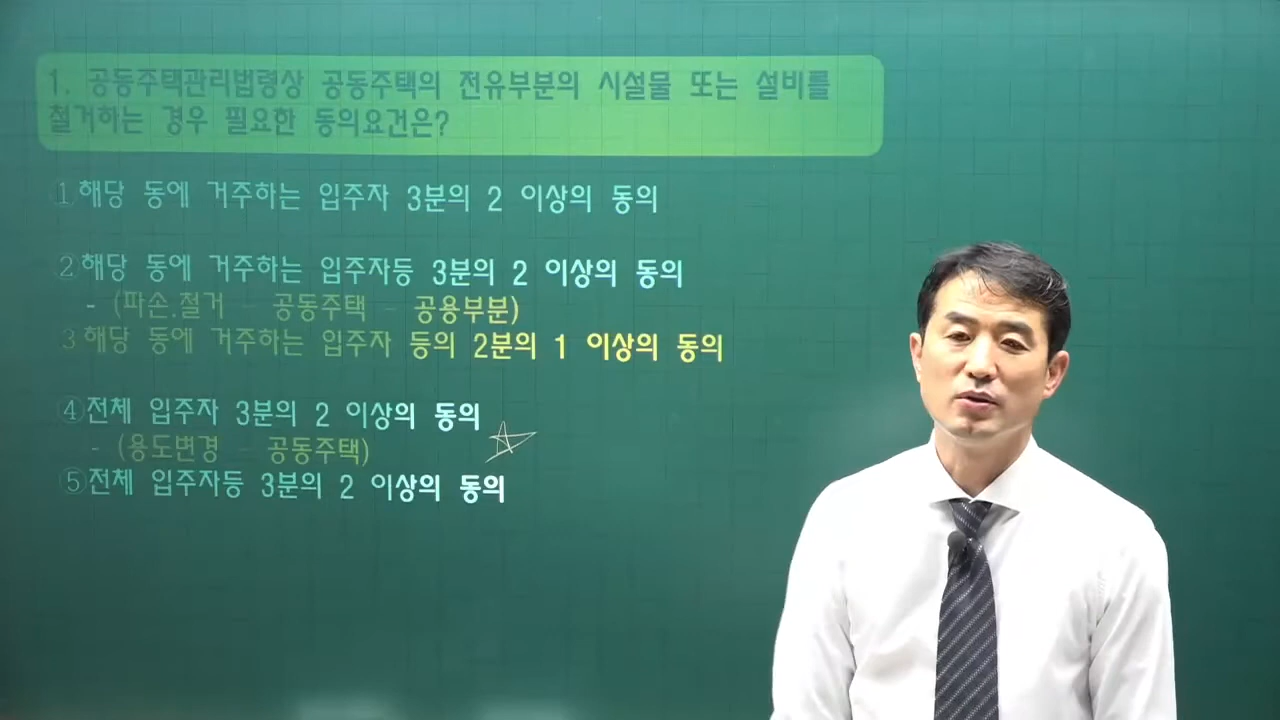 1. 공동주택관리법령상 공동주택의 전유부분의 시설물 또는 설비를
철거하는 경우 필요한 동의요건은?
①해당 동에 거주하는 입주자 3분의 2 이상의 동의
②해당 동에 거주하는 입주자등 3분의 2 이상의 동의
- (파손.철거 - 공동주택 - 공용부분)
3 해당 동에 거주하는 입주자 등의 2분의 1 이상의 동의
④전체 입주자 3분의 2 이상의 동의
- (용도변경 - 공동주택)
⑤전체 입주자등 3분의 2 이상의 동의